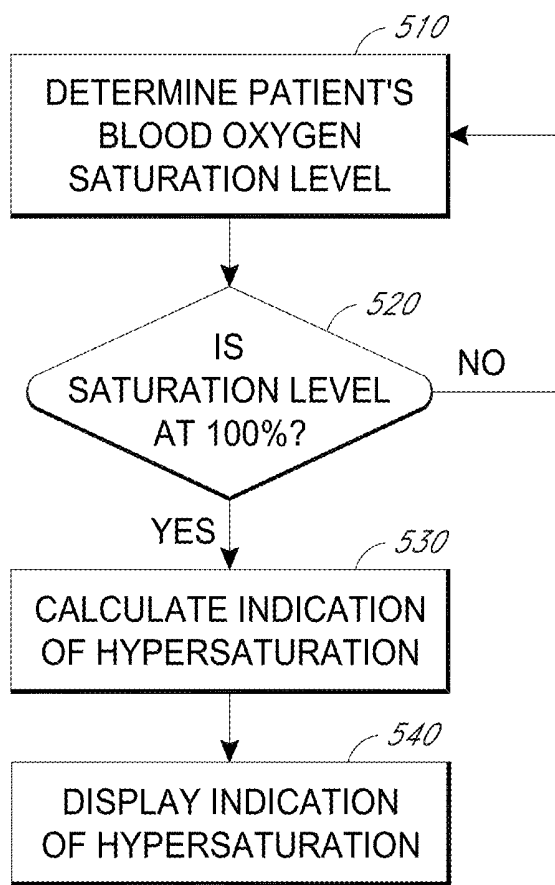 510
DETERMINE PATIENT'S
BLOOD OXYGEN
SATURATION LEVEL
520
IS
SATURATION LEVEL
AT 100%?
NO
YES
530
CALCULATE INDICATION
OF HYPERSATURATION
540
DISPLAY INDICATION
OF HYPERSATURATION